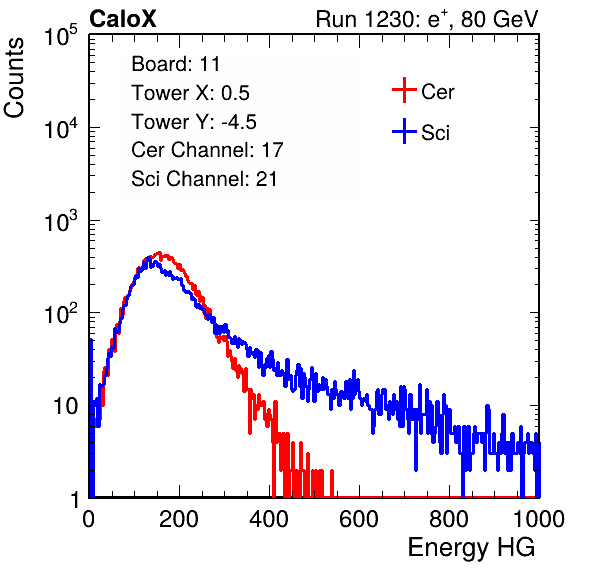 CaloX Run 1230: e⁺, 80 GeV
Counts
10⁵
10⁴
10³
10²
10
1
Board: 11
Tower X: 0.5
Tower Y: -4.5
Cer Channel: 17
Sci Channel: 21
Cer
Sci
0 200 400 600 800 1000
Energy HG